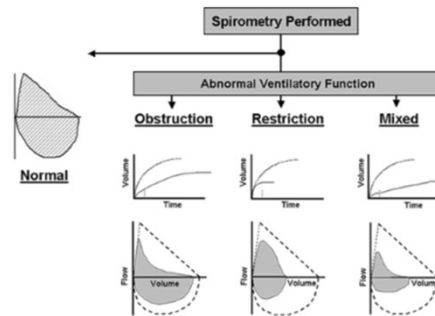 Spirometry Performed
Abnormal Ventilatory Function
Obstruction Restriction Mixed
Normal
Volume Volume Volume
Time Time Time
Flow Volume Flow Volume Flow Volume